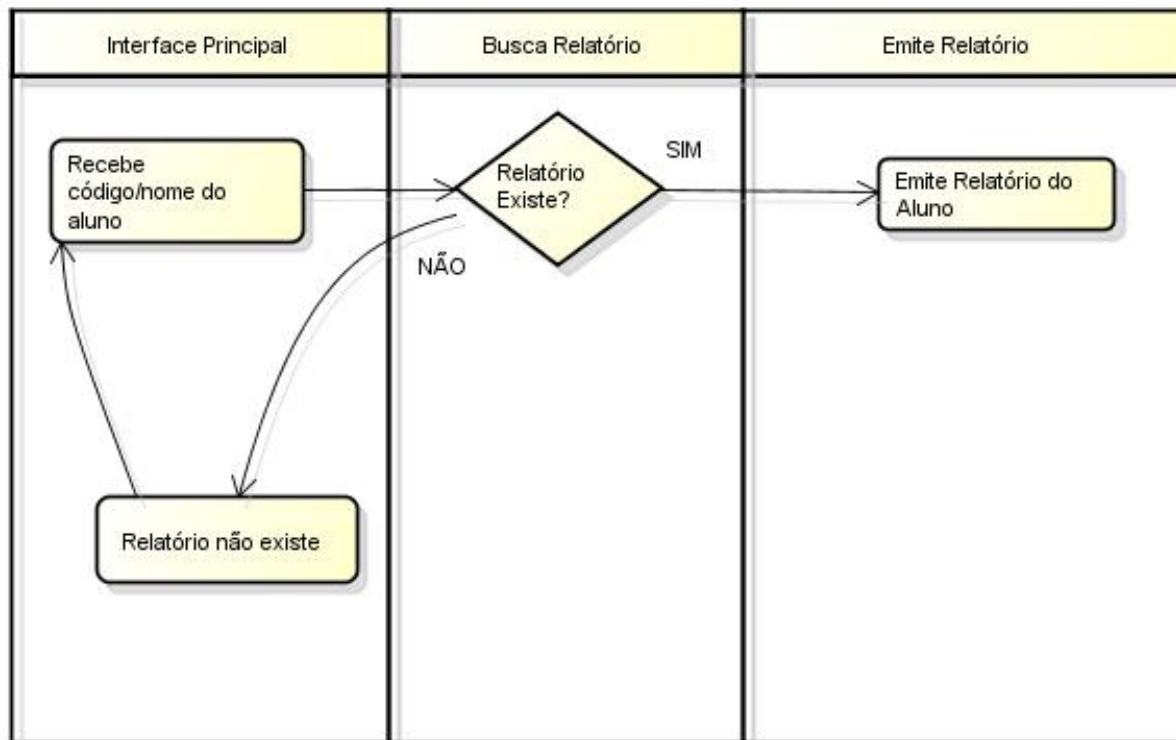 Interface Principal
Busca Relatório
Emite Relatório
Recebe
código/nome do
aluno
Relatório
Existe?
SIM
Emite Relatório do
Aluno
NÃO
Relatório não existe